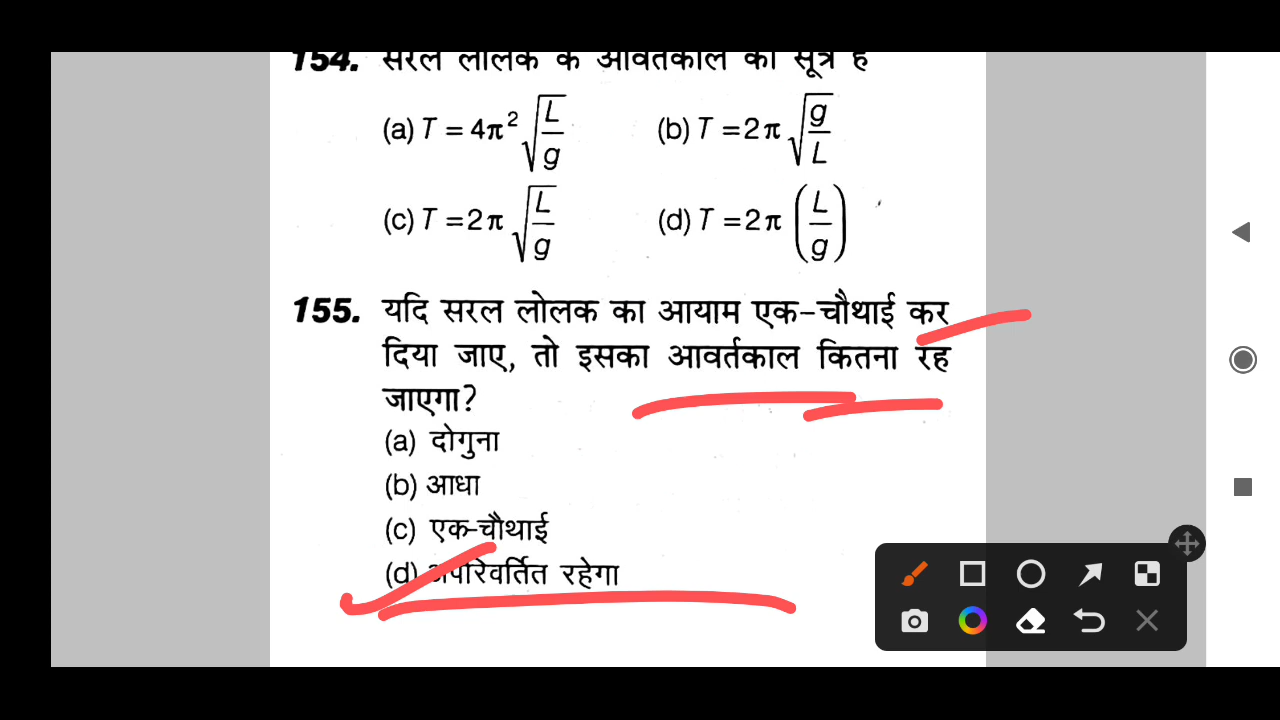 154. सरल लोलक के आवर्तकाल का सूत्र है
(a) T = 4π² √(L/g) (b) T = 2π √(g/L)
(c) T = 2π √(L/g) (d) T = 2π (L/g)
155. यदि सरल लोलक का आयाम एक-चौथाई कर
दिया जाए, तो इसका आवर्तकाल कितना रह
जाएगा?
(a) दोगुना
(b) आधा
(c) एक-चौथाई
(d) अपरिवर्तित रहेगा